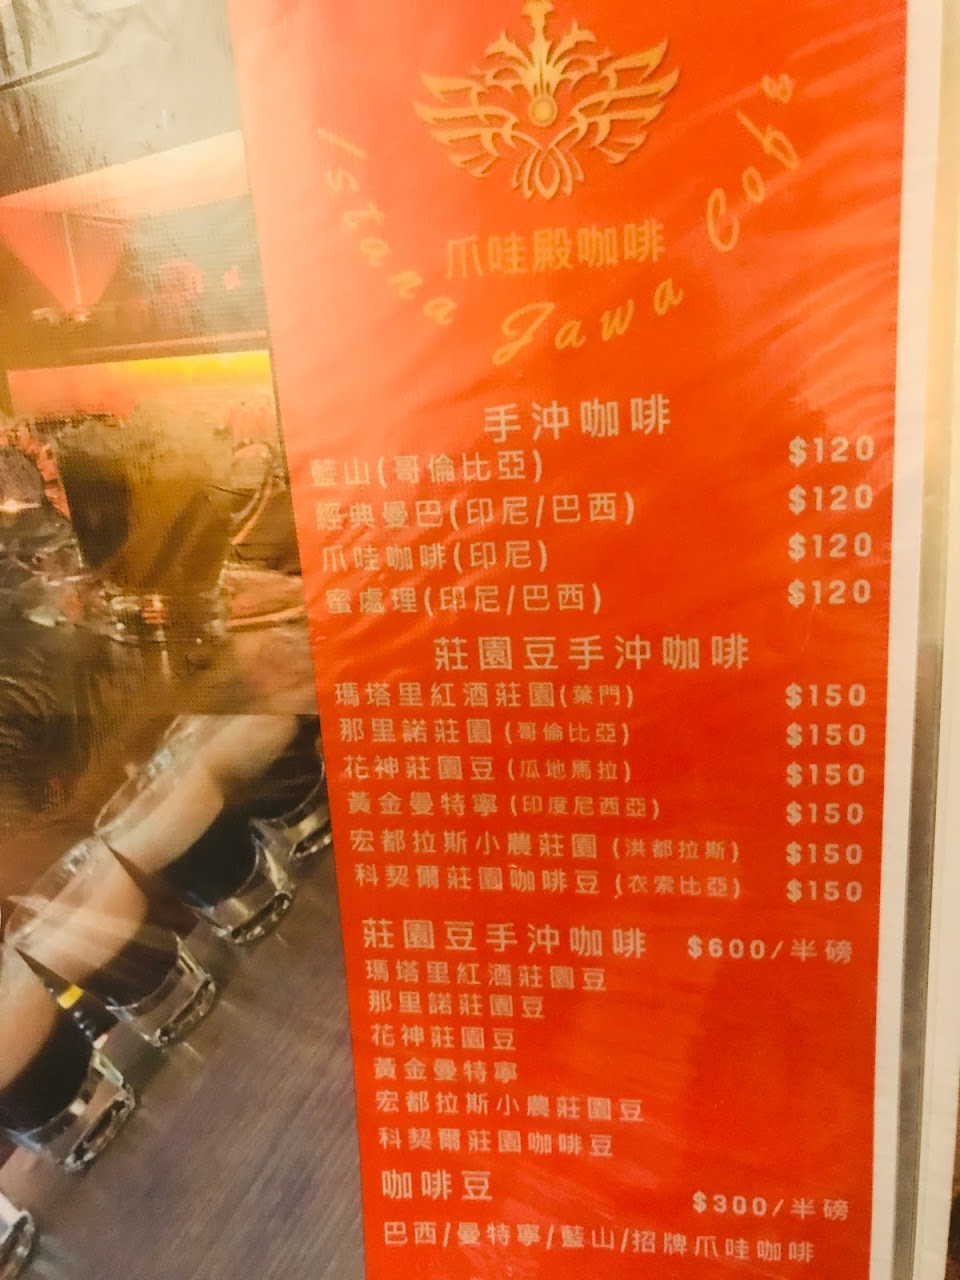 爪哇殿咖啡
Istana Jawa Cofe
手沖咖啡
藍山(哥倫比亞) $120
經典曼巴(印尼/巴西) $120
爪哇咖啡(印尼) $120
蜜處理(印尼/巴西) $120
莊園豆手沖咖啡
瑪塔里紅酒莊園(葉門) $150
那里諾莊園(哥倫比亞) $150
花神莊園豆(瓜地馬拉) $150
黃金曼特寧(印度尼西亞) $150
宏都拉斯小農莊園(洪都拉斯) $150
科契爾莊園咖啡豆(衣索比亞) $150
莊園豆手沖咖啡 $600/半磅
瑪塔里紅酒莊園豆
那里諾莊園豆
花神莊園豆
黃金曼特寧
宏都拉斯小農莊園豆
科契爾莊園咖啡豆
咖啡豆 $300/半磅
巴西/曼特寧/藍山/招牌爪哇咖啡